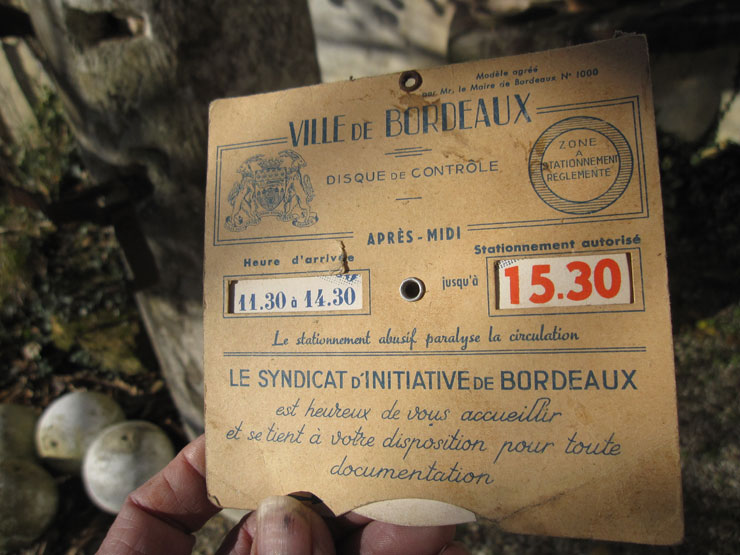 Modèle agréé
par Mr. le Maire de Bordeaux N° 1000
VILLE DE BORDEAUX
DISQUE DE CONTRÔLE
ZONE
A
STATIONNEMENT
RÉGLEMENTÉ
APRÈS-MIDI
Heure d'arrivée
Stationnement autorisé
11.30 à 14.30
jusqu'à
15.30
Le stationnement abusif paralyse la circulation
LE SYNDICAT D'INITIATIVE DE BORDEAUX
est heureux de vous accueillir
et se tient à votre disposition pour toute
documentation